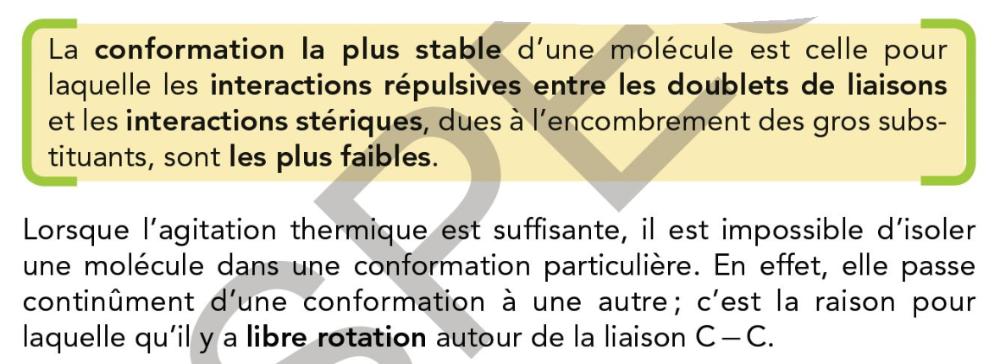 La conformation la plus stable d'une molécule est celle pour
laquelle les interactions répulsives entre les doublets de liaisons
et les interactions stériques, dues à l'encombrement des gros subs-
tituants, sont les plus faibles.
Lorsque l'agitation thermique est suffisante, il est impossible d'isoler
une molécule dans une conformation particulière. En effet, elle passe
continûment d'une conformation à une autre ; c'est la raison pour
laquelle qu'il y a libre rotation autour de la liaison C – C.